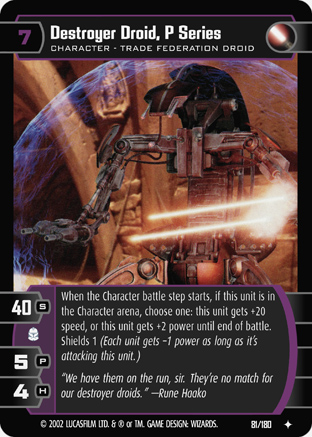 7
Destroyer Droid, P Series
CHARACTER - TRADE FEDERATION DROID
40 S
5 P
4 H
When the Character battle step starts, if this unit is in
the Character arena, choose one: this unit gets +20
speed, or this unit gets +2 power until end of battle.
Shields 1 (Each unit gets -1 power as long as it's
attacking this unit.)
"We have them on the run, sir. They're no match for
our destroyer droids." —Rune Haako
© 2002 LUCASFILM LTD. & ® or TM. GAME DESIGN: WIZARDS.
81/180